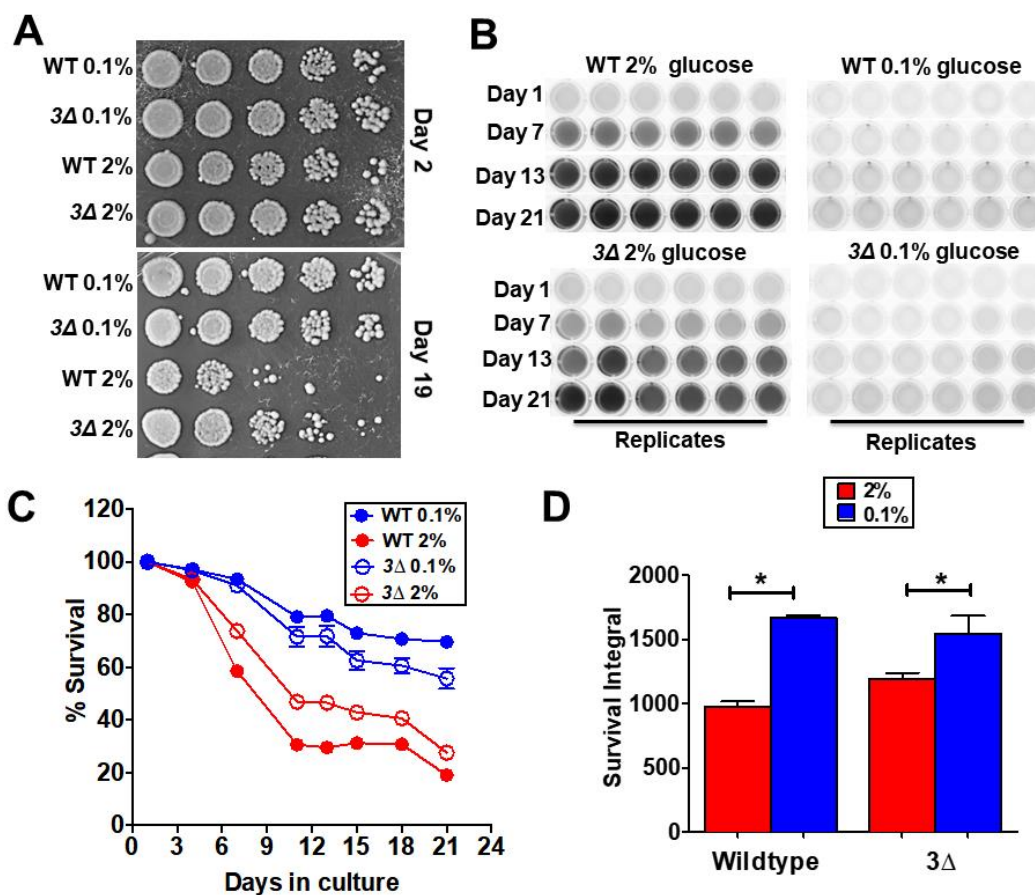 A
WT 0.1%
3Δ 0.1%
WT 2%
3Δ 2%
Day 2
WT 0.1%
3Δ 0.1%
WT 2%
3Δ 2%
Day 19
B
WT 2% glucose
WT 0.1% glucose
Day 1
Day 7
Day 13
Day 21
3Δ 2% glucose
3Δ 0.1% glucose
Day 1
Day 7
Day 13
Day 21
Replicates
Replicates
C
120
100
80
60
40
20
0
% Survival
0 3 6 9 12 15 18 21 24
Days in culture
WT 0.1%
WT 2%
3Δ 0.1%
3Δ 2%
D
2%
0.1%
2000
1500
1000
500
0
Survival Integral
* *
Wildtype 3Δ